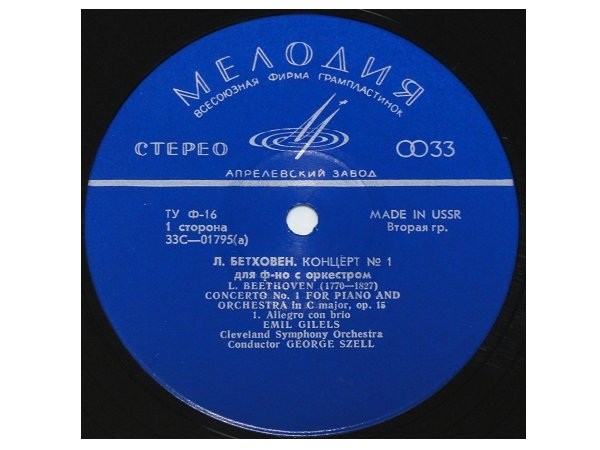 МЕЛОДИЯ
ВСЕСОЮЗНАЯ ФИРМА ГРАМПЛАСТИНОК
СТЕРЕО
33
АПРЕЛЕВСКИЙ ЗАВОД
ТУ Ф-16
MADE IN USSR
1 сторона
Вторая гр.
33С—01795(а)
Л. БЕТХОВЕН. КОНЦЕРТ № 1
для ф-но с оркестром
L. BEETHOVEN (1770—1827)
CONCERTO No. 1 FOR PIANO AND
ORCHESTRA in C major, op. 15
1. Allegro con brio
EMIL GILELS
Cleveland Symphony Orchestra
Conductor GEORGE SZELL